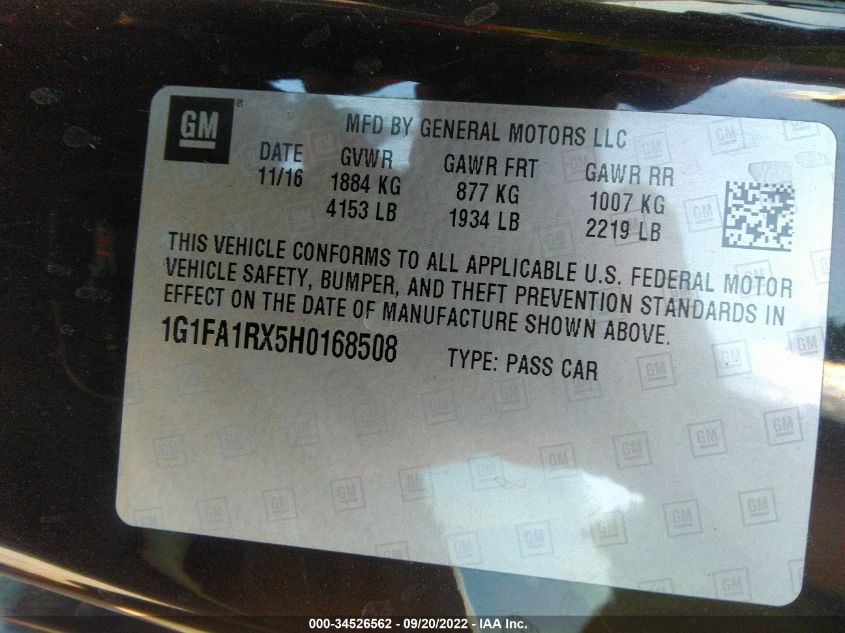 GM
MFD BY GENERAL MOTORS LLC
DATE GVWR GAWR FRT GAWR RR
11/16 1884 KG 877 KG 1007 KG
4153 LB 1934 LB 2219 LB
THIS VEHICLE CONFORMS TO ALL APPLICABLE U.S. FEDERAL MOTOR
VEHICLE SAFETY, BUMPER, AND THEFT PREVENTION STANDARDS IN
EFFECT ON THE DATE OF MANUFACTURE SHOWN ABOVE.
1G1FA1RX5H0168508 TYPE: PASS CAR
000-34526562 - 09/20/2022 - IAA Inc.